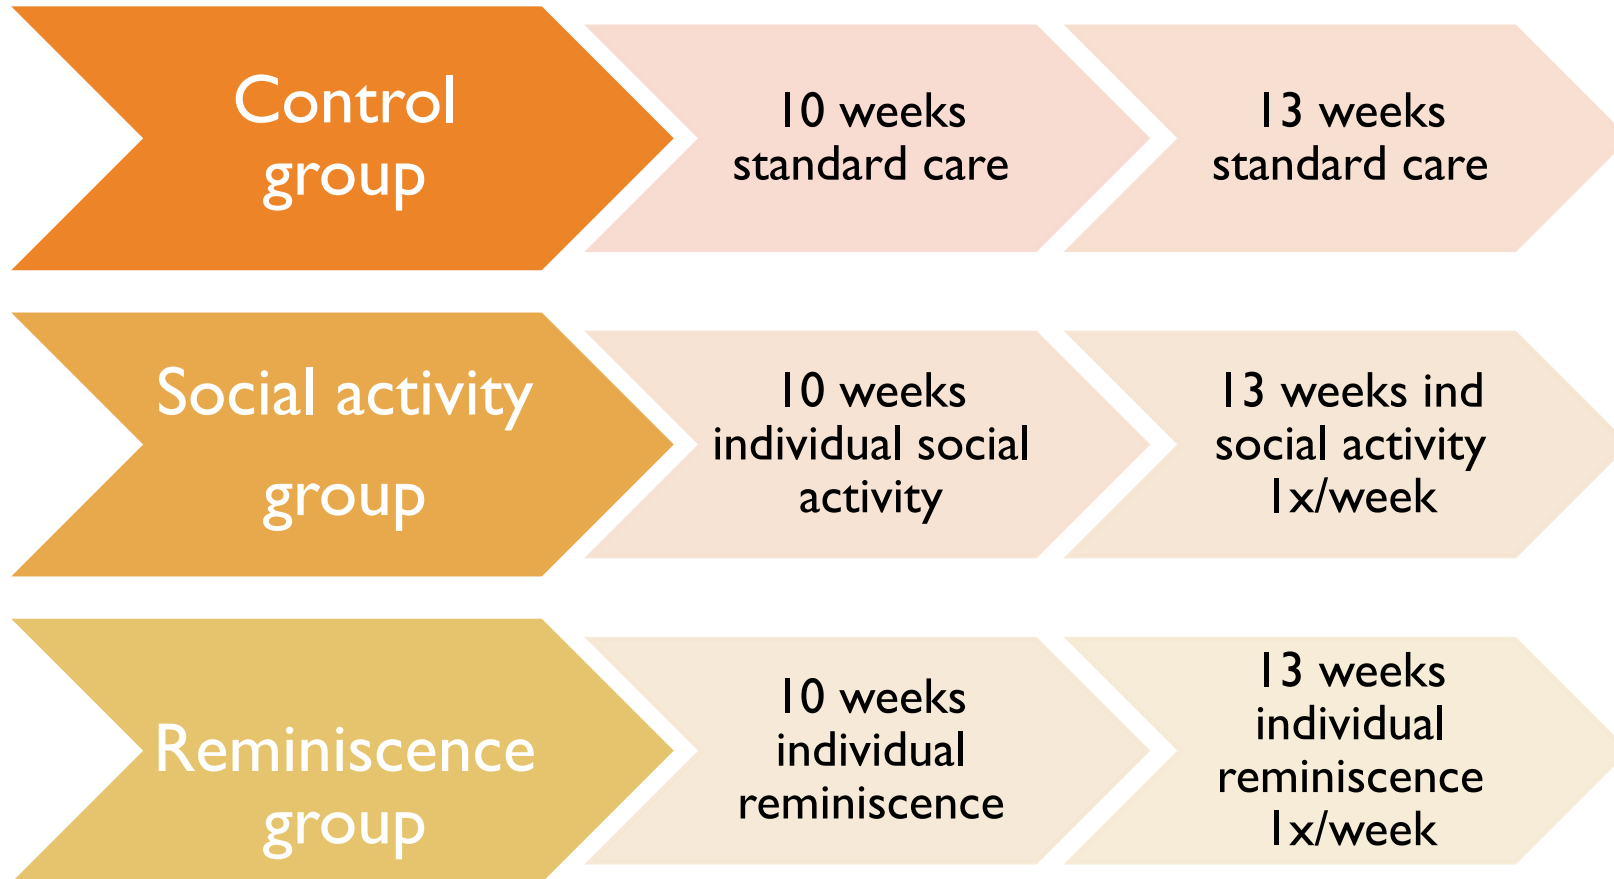 Control
group
10 weeks
standard care
13 weeks
standard care
Social activity
group
10 weeks
individual social
activity
13 weeks ind
social activity
1x/week
Reminiscence
group
10 weeks
individual
reminiscence
13 weeks
individual
reminiscence
1x/week